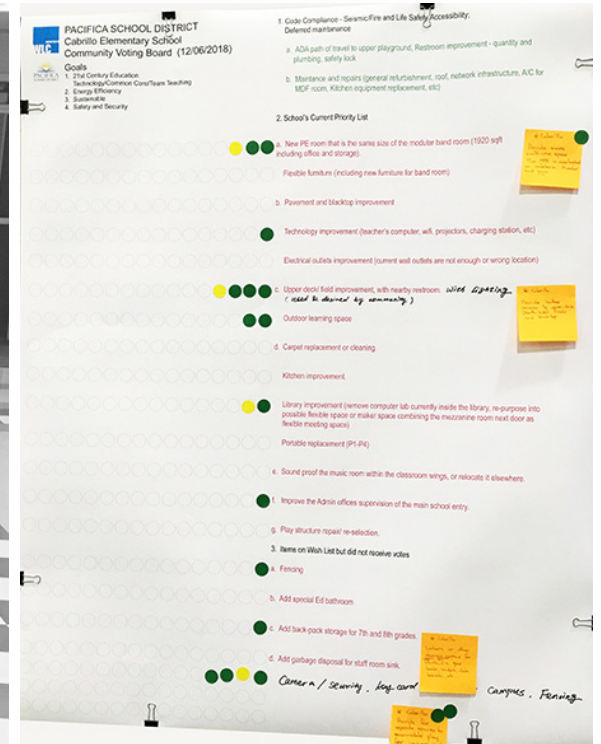 WLC
PACIFICA SCHOOL DISTRICT
Cabrillo Elementary School
Community Voting Board (12/06/2018)
Goals
1. 21st Century Education
Technology/Common Core/Team Teaching
2. Energy Efficiency
3. Sustainable
4. Safety and Security
1. Code Compliance - Seismic/Fire and Life Safety, Accessibility;
Deferred maintenance
a. ADA path of travel to upper playground, Restroom improvement - quantity and
plumbing, safety lock
b. Maintance and repairs (general refurbishment, roof, network infrastructure, A/C for
MDF room, Kitchen equipment replacement, etc)
2. School's Current Priority List
a. New PE room that is the same size of the modular band room (1920 sqft
including office and storage).
Flexible furniture (including new furniture for band room)
b. Pavement and blacktop improvement
Technology improvement (teacher's computer, wifi, projectors, charging station, etc)
Electrical outlets improvement (current wall outlets are not enough or wrong location)
c. Upper deck/ field improvement, with nearby restroom. with lighting
(used & desired by community)
Outdoor learning space
d. Carpet replacement or cleaning
Kitchen improvement
Library improvement (remove computer lab currently inside the library, re-purpose into
possible flexible space or maker space combining the mezzanine room next door as
flexible meeting space)
Portable replacement (P1-P4)
e. Sound proof the music room within the classroom wings, or relocate it elsewhere.
f. Improve the Admin offices supervision of the main school entry.
g. Play structure repair/ re-selection.
3. Items on Wish List but did not receive votes
a. Fencing
b. Add special Ed bathroom
c. Add back-pack storage for 7th and 8th grades.
d. Add garbage disposal for staff room sink.
Camera / security, key card campus, Fencing